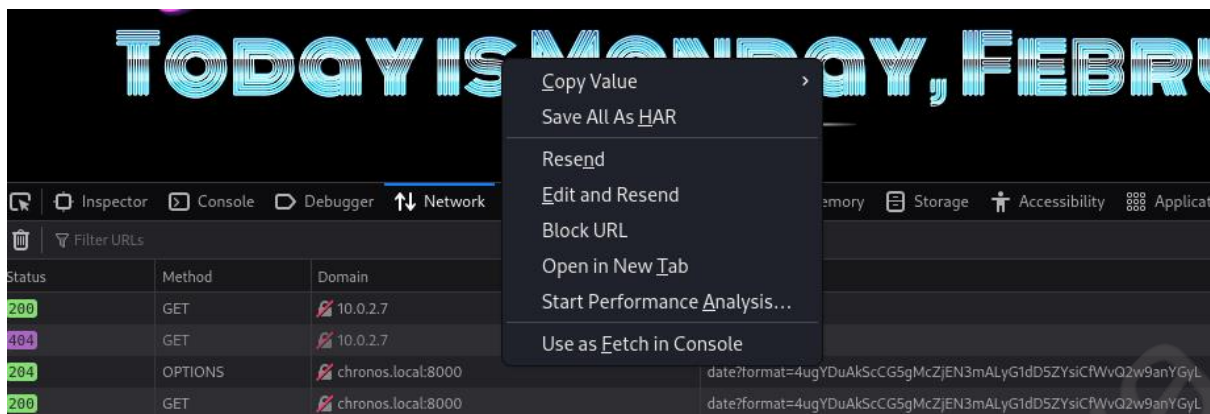 Today is Monday, Febru
Copy Value
Save All As HAR
Resend
Edit and Resend
Block URL
Open in New Tab
Start Performance Analysis...
Use as Fetch in Console
Inspector Console Debugger Network emory Storage Accessibility Applicat
Filter URLs
Status Method Domain
200 GET 10.0.2.7
404 GET 10.0.2.7
204 OPTIONS chronos.local:8000 date?format=4ugYDuAkScCG5gMcZjEN3mALyG1dD5ZYsiCfWvQ2w9anYGyL
200 GET chronos.local:8000 date?format=4ugYDuAkScCG5gMcZjEN3mALyG1dD5ZYsiCfWvQ2w9anYGyL